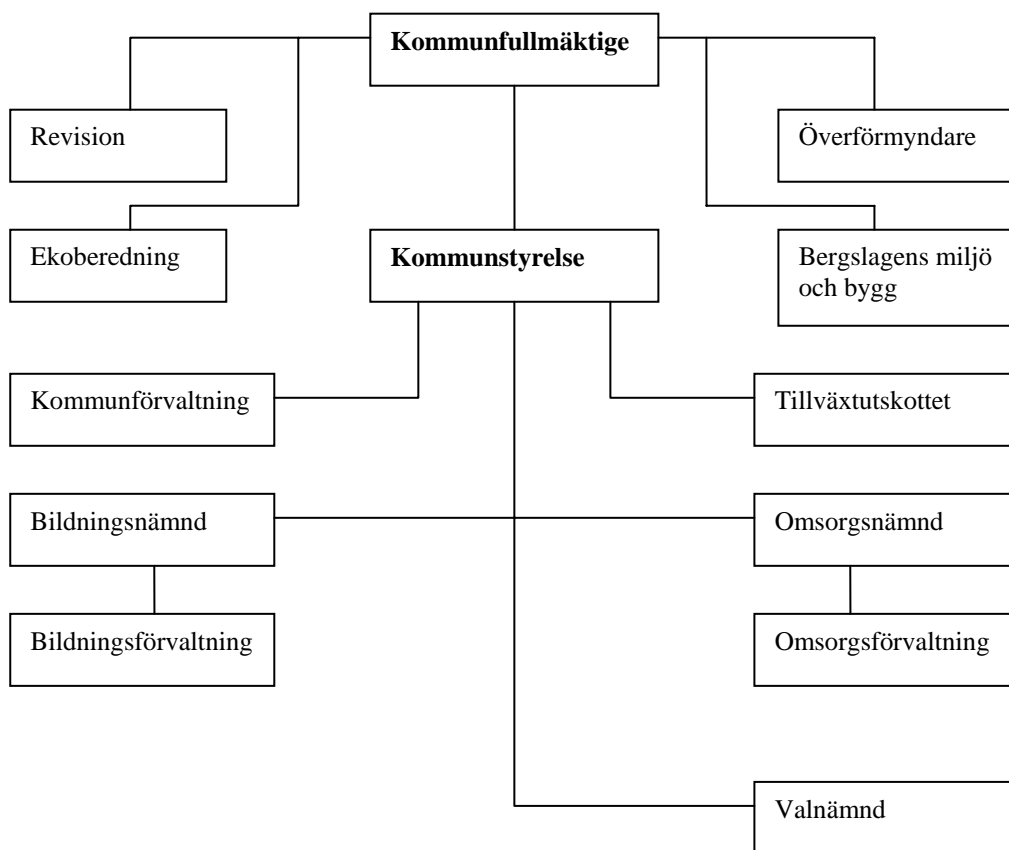 Kommunfullmäktige
Revision
Överförmyndare
Ekoberedning
Kommunstyrelse
Bergslagens miljö
och bygg
Kommunförvaltning
Tillväxtutskottet
Bildningsnämnd
Omsorgsnämnd
Bildningsförvaltning
Omsorgsförvaltning
Valnämnd